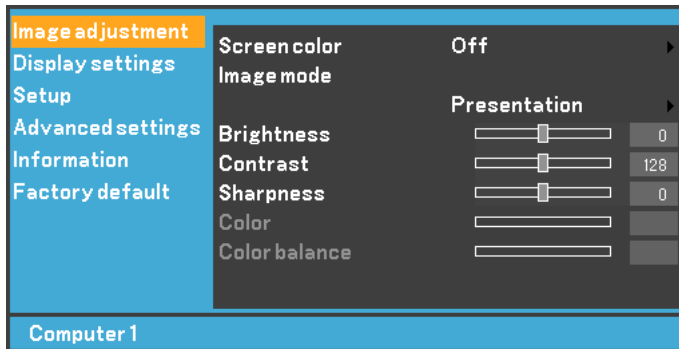 Image adjustment
Display settings
Setup
Advanced settings
Information
Factory default
Screen color Off
Image mode
Presentation
Brightness 0
Contrast 128
Sharpness 0
Color
Color balance
Computer 1